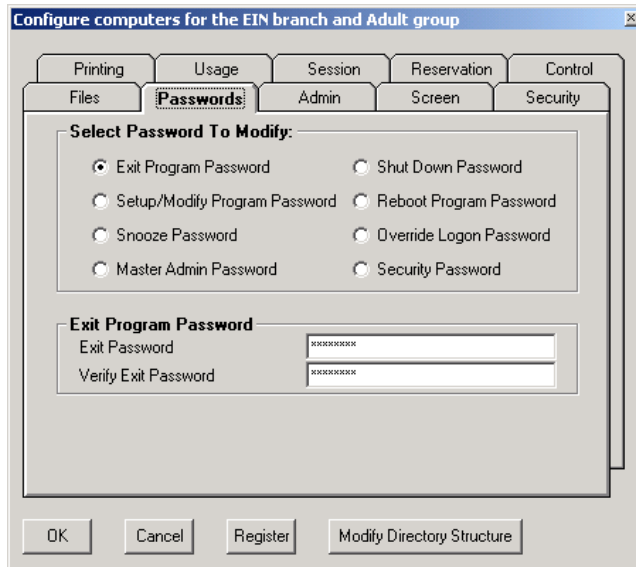 Configure computers for the EIN branch and Adult group
Printing Usage Session Reservation Control
Files Passwords Admin Screen Security
Select Password To Modify:
Exit Program Password Shut Down Password
Setup/Modify Program Password Reboot Program Password
Snooze Password Override Logon Password
Master Admin Password Security Password
Exit Program Password
Exit Password ********
Verify Exit Password ********
OK Cancel Register Modify Directory Structure